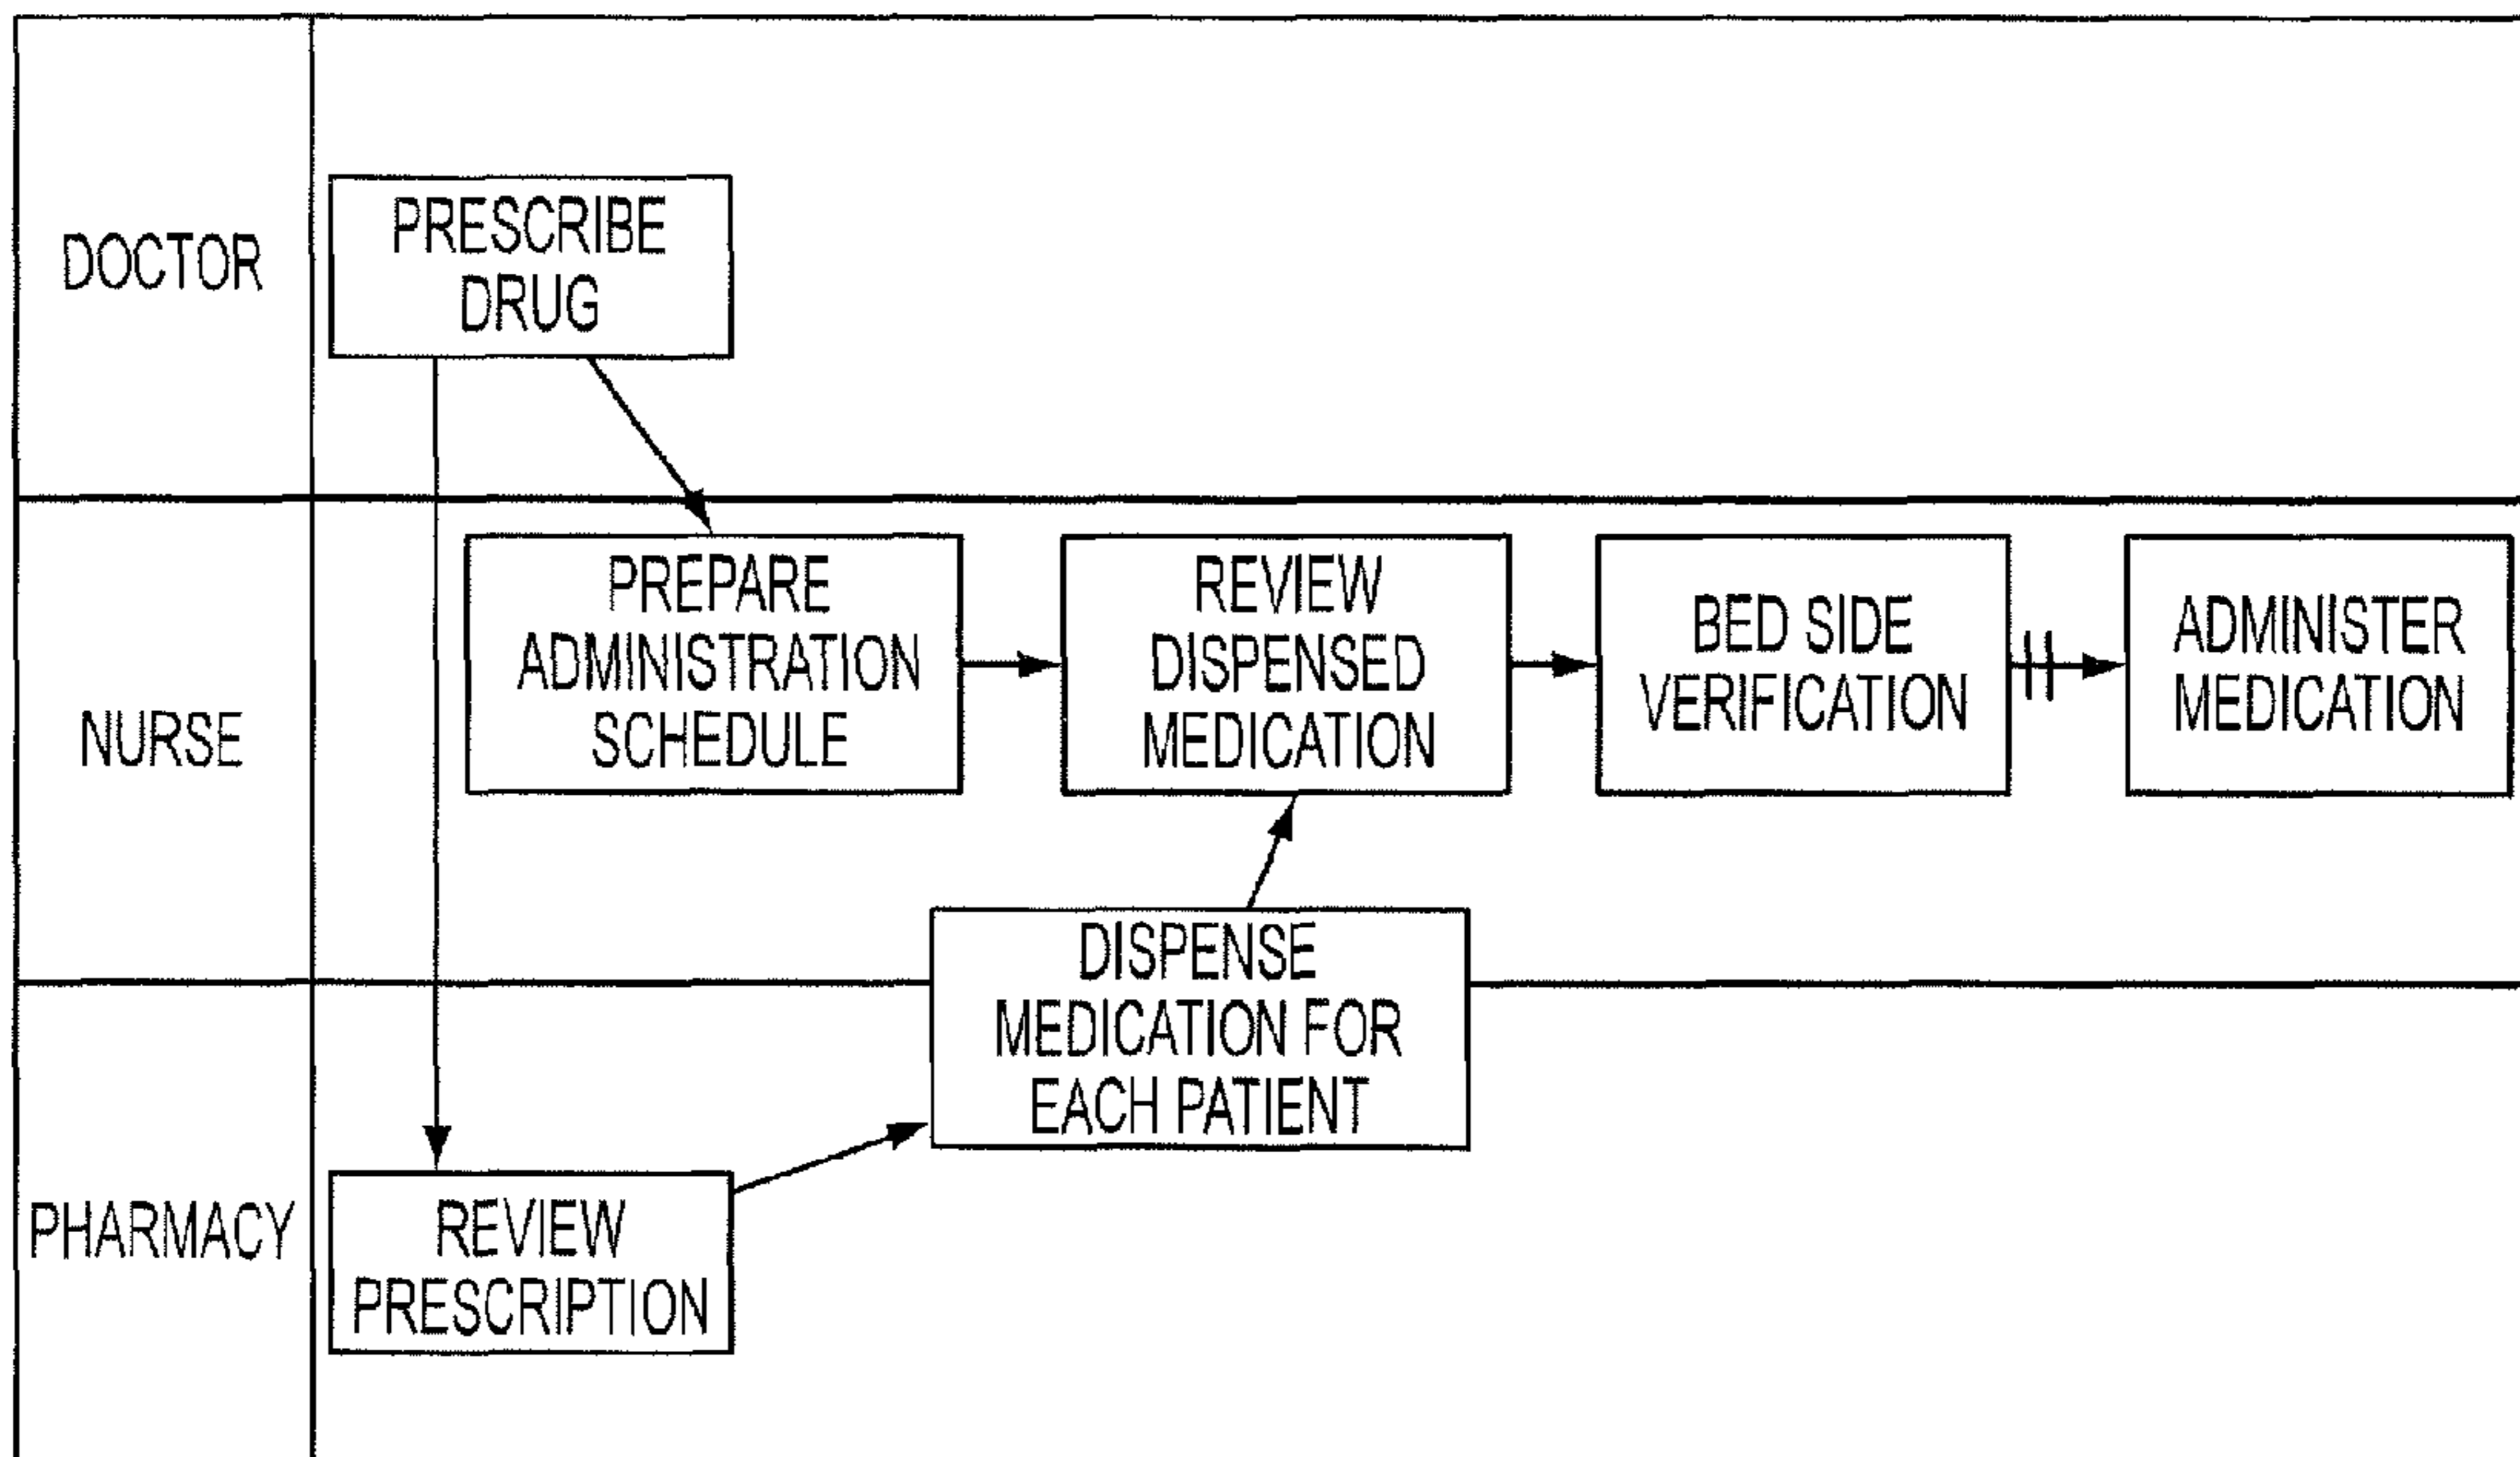 DOCTOR
PRESCRIBE
DRUG
NURSE
PREPARE
ADMINISTRATION
SCHEDULE
REVIEW
DISPENSED
MEDICATION
BED SIDE
VERIFICATION
ADMINISTER
MEDICATION
DISPENSE
MEDICATION FOR
EACH PATIENT
PHARMACY
REVIEW
PRESCRIPTION